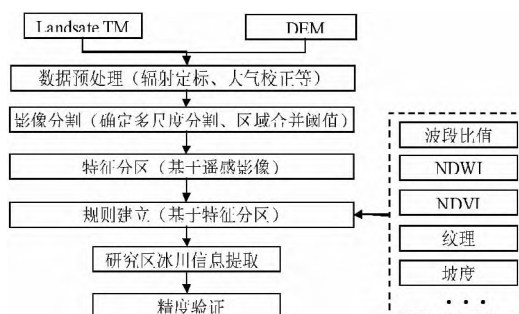 Landsate TM
DEM
数据预处理（辐射定标、大气校正等）
影像分割（确定多尺度分割、区域合并阈值）
特征分区（基于遥感影像）
规则建立（基于特征分区）
研究区冰川信息提取
精度验证
波段比值
NDWI
NDVI
纹理
坡度
···